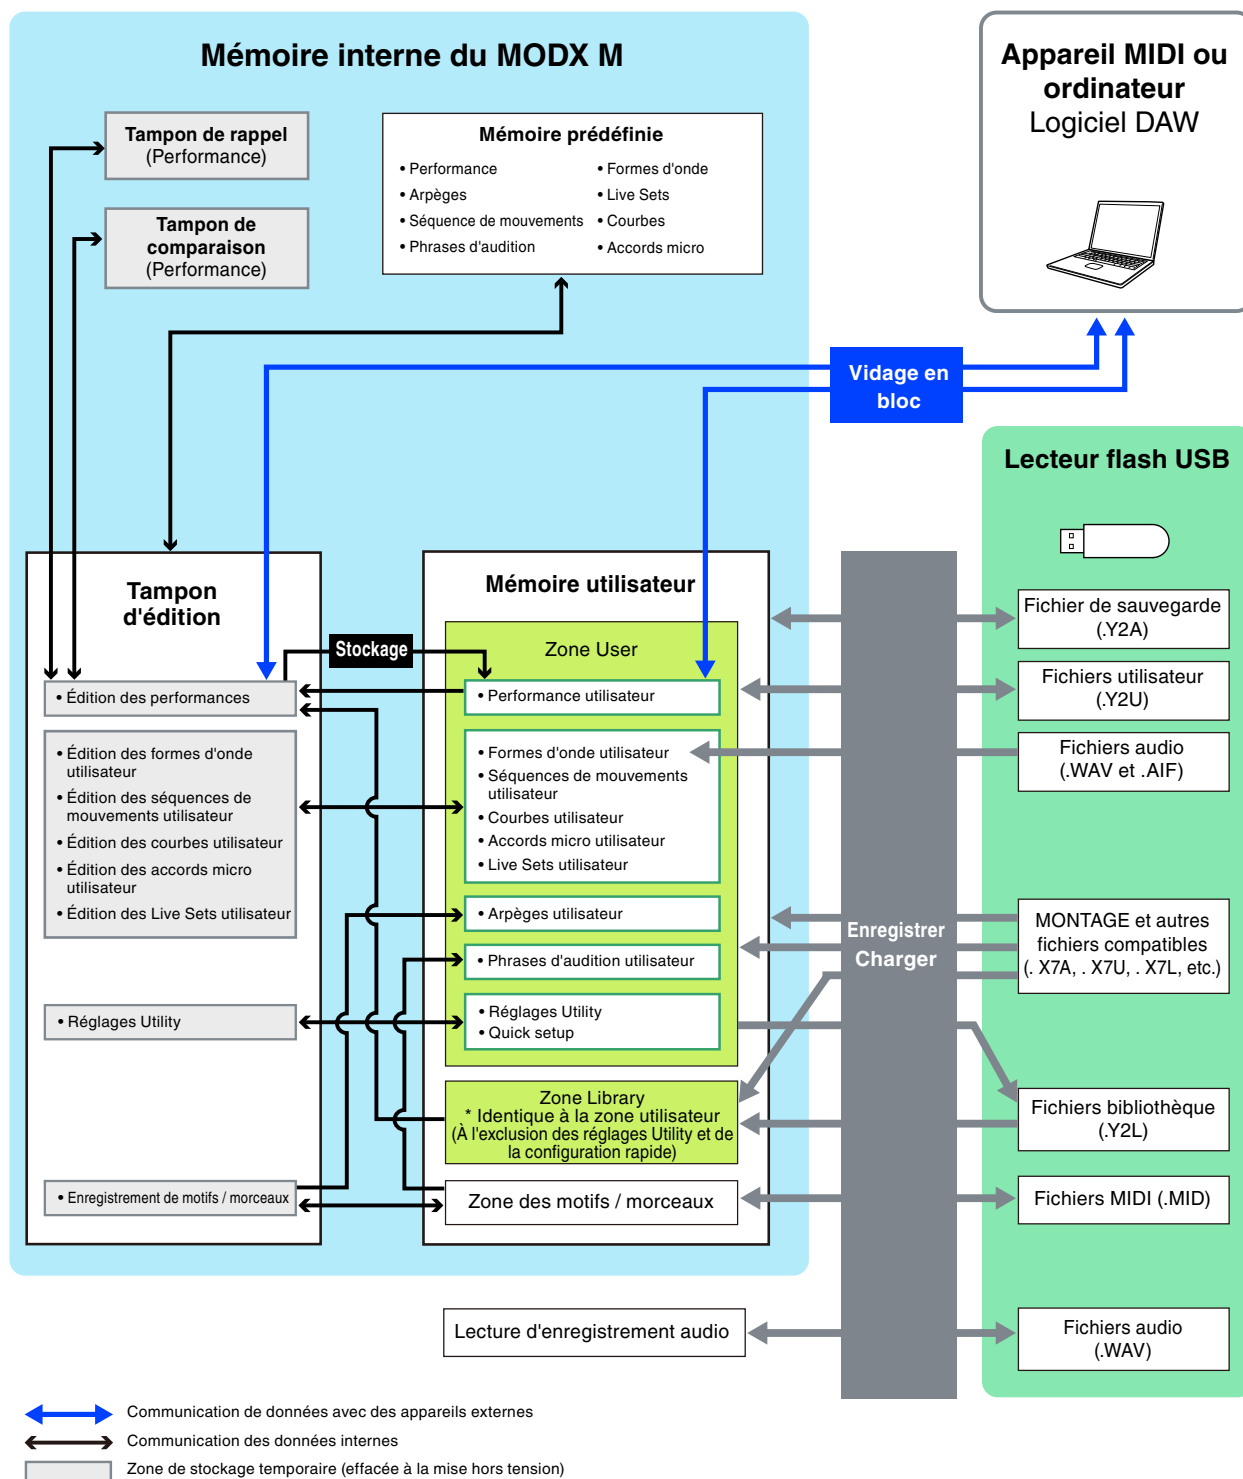 Mémoire interne du MODX M
Appareil MIDI ou
ordinateur
Logiciel DAW
Tampon de rappel
(Performance)
Tampon de
comparaison
(Performance)
Mémoire prédéfinie
• Performance
• Arpèges
• Séquence de mouvements
• Phrases d'audition
• Formes d'onde
• Live Sets
• Courbes
• Accords micro
Vidage en
bloc
Lecteur flash USB
Tampon
d'édition
Mémoire utilisateur
Stockage
Zone User
• Édition des performances
• Performance utilisateur
• Édition des formes d'onde
utilisateur
• Édition des séquences de
mouvements utilisateur
• Édition des courbes utilisateur
• Édition des accords micro
utilisateur
• Édition des Live Sets utilisateur
• Formes d'onde utilisateur
• Séquences de mouvements
utilisateur
• Courbes utilisateur
• Accords micro utilisateur
• Live Sets utilisateur
• Arpèges utilisateur
• Phrases d'audition utilisateur
• Réglages Utility
• Réglages Utility
• Quick setup
Zone Library
* Identique à la zone utilisateur
(À l'exclusion des réglages Utility et de
la configuration rapide)
• Enregistrement de motifs / morceaux
Zone des motifs / morceaux
Lecture d'enregistrement audio
Enregistrer
Charger
Fichier de sauvegarde
(.Y2A)
Fichiers utilisateur
(.Y2U)
Fichiers audio
(.WAV et .AIF)
MONTAGE et autres
fichiers compatibles
(. X7A, . X7U, . X7L, etc.)
Fichiers bibliothèque
(.Y2L)
Fichiers MIDI (.MID)
Fichiers audio
(.WAV)
Communication de données avec des appareils externes
Communication des données internes
Zone de stockage temporaire (effacée à la mise hors tension)